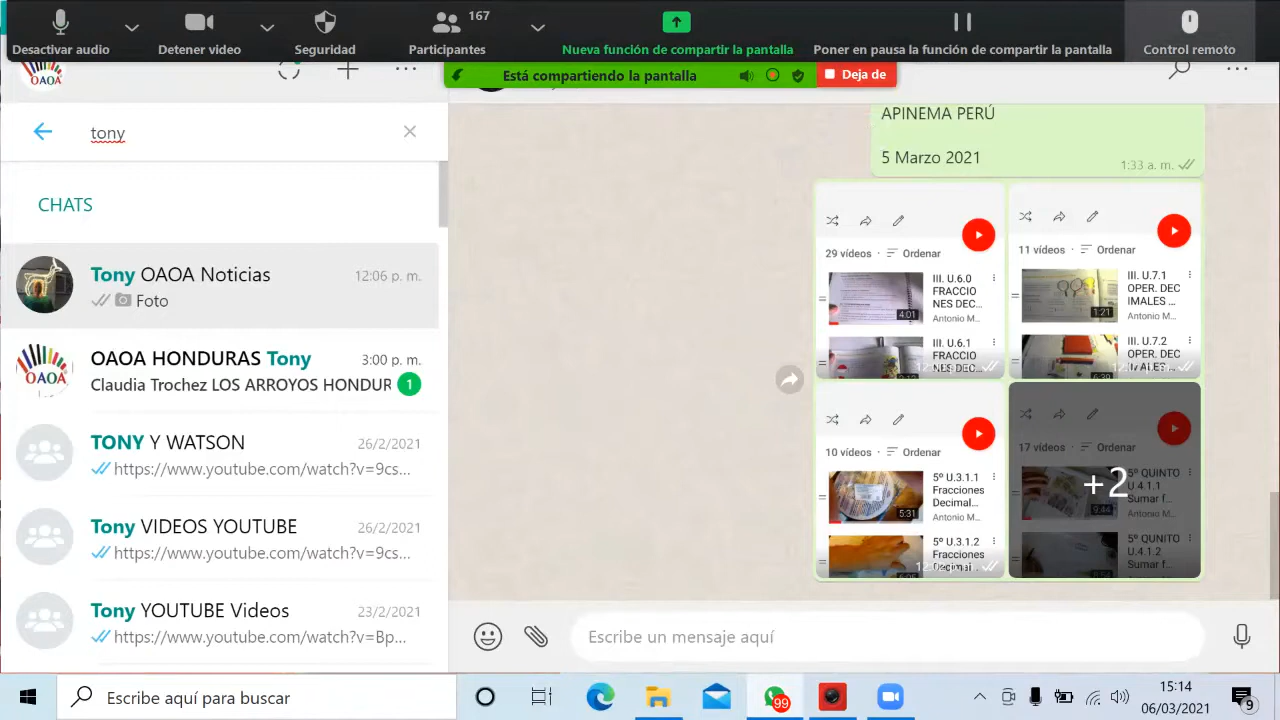 167
Desactivar audio
Detener video
Seguridad
Participantes
Nueva función de compartir la pantalla
Poner en pausa la función de compartir la pantalla
Control remoto
Está compartiendo la pantalla
Deja de
OAOA
tony
CHATS
Tony OAOA Noticias
12:06 p. m.
Foto
OAOA HONDURAS Tony
3:00 p. m.
Claudia Trochez LOS ARROYOS HONDUR
1
OAOA
TONY Y WATSON
26/2/2021
https://www.youtube.com/watch?v=9cs...
Tony VIDEOS YOUTUBE
26/2/2021
https://www.youtube.com/watch?v=9cs...
Tony YOUTUBE Videos
23/2/2021
https://www.youtube.com/watch?v=Bp...
APINEMA PERÚ
5 Marzo 2021
1:33 a. m.
29 vídeos · Ordenar
III. U.6.0
FRACCIO
NES DEC...
Antonio M...
4:01
III. U.6.1
FRACCIO
NES DE...
11 vídeos · Ordenar
III. U.7.1
OPER. DEC
IMALES ...
Antonio M...
1:21
III. U.7.2
OPER. DEC
10 vídeos · Ordenar
5º U.3.1.1
Fracciones
Decimal...
Antonio M...
5:31
5º U.3.1.2
Fracciones
Decimal
17 vídeos · Ordenar
5º QUINTO
U 4.1.1
Sumar f...
9:44
+2
5º QUINTO
U.4.1.2
Sumar f...
Escribe un mensaje aquí
Escribe aquí para buscar
99
15:14
06/03/2021
9